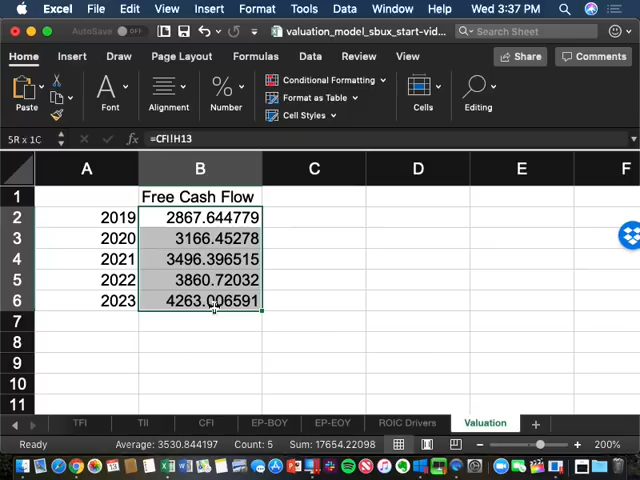 Excel File Edit View Insert Format Tools Data Window Help Wed 3:37 PM
AutoSave OFF valuation_model_sbux_start-vid... Search Sheet
Home Insert Page Layout Formulas Data Review View Share Comments
Paste Font Alignment Number Conditional Formatting Format as Table Cell Styles Cells Editing
5R x 1C fx =CFI!H13
A B C D E F
1 Free Cash Flow
2 2019 2867.644779
3 2020 3166.45278
4 2021 3496.396515
5 2022 3860.72032
6 2023 4263.006591
7
8
9
10
11
TFI TII CFI EP-BOY EP-EOY ROIC Drivers Valuation
Ready Average: 3530.844197 Count: 5 Sum: 17654.22098 200%